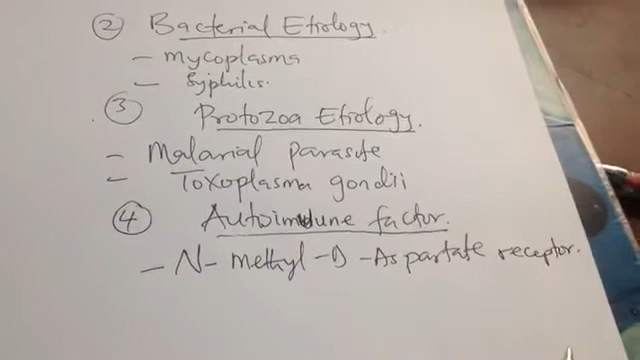 ② Bacterial Etiology
- Mycoplasma
- Syphilis.
③ Protozoa Etiology.
- Malarial parasite
- Toxoplasma gondii
④ Autoimmune factor.
- N-Methyl-D-Aspartate receptor.